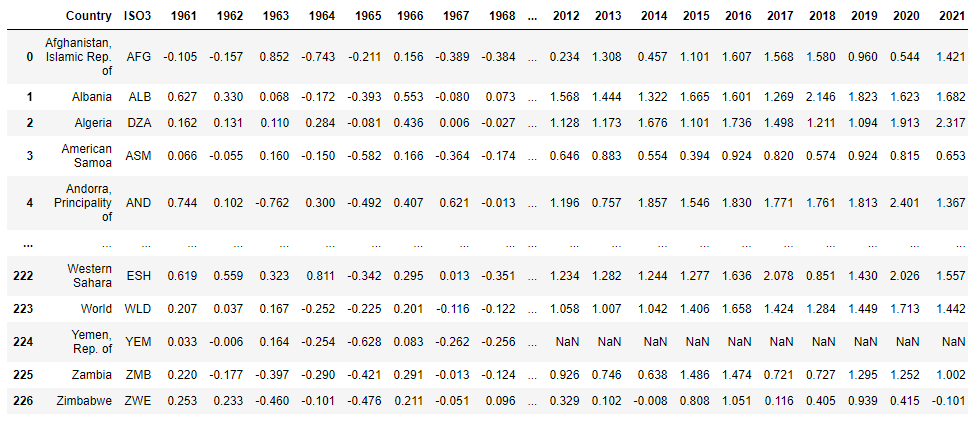 Country ISO3 1961 1962 1963 1964 1965 1966 1967 1968 ... 2012 2013 2014 2015 2016 2017 2018 2019 2020 2021
Afghanistan,
0 Islamic Rep. AFG -0.105 -0.157 0.852 -0.743 -0.211 0.156 -0.389 -0.384 ... 0.234 1.308 0.457 1.101 1.607 1.568 1.580 0.960 0.544 1.421
of
1 Albania ALB 0.627 0.330 0.068 -0.172 -0.393 0.553 -0.080 0.073 ... 1.568 1.444 1.322 1.665 1.601 1.269 2.146 1.823 1.623 1.682
2 Algeria DZA 0.162 0.131 0.110 0.284 -0.081 0.436 0.006 -0.027 ... 1.128 1.173 1.676 1.101 1.736 1.498 1.211 1.094 1.913 2.317
3 American ASM 0.066 -0.055 0.160 -0.150 -0.582 0.166 -0.364 -0.174 ... 0.646 0.883 0.554 0.394 0.924 0.820 0.574 0.924 0.815 0.653
Samoa
Andorra,
4 Principality AND 0.744 0.102 -0.762 0.300 -0.492 0.407 0.621 -0.013 ... 1.196 0.757 1.857 1.546 1.830 1.771 1.761 1.813 2.401 1.367
of
... ... ... ... ... ... ... ... ... ... ... ... ... ... ... ... ... ... ... ... ... ...
222 Western ESH 0.619 0.559 0.323 0.811 -0.342 0.295 0.013 -0.351 ... 1.234 1.282 1.244 1.277 1.636 2.078 0.851 1.430 2.026 1.557
Sahara
223 World WLD 0.207 0.037 0.167 -0.252 -0.225 0.201 -0.116 -0.122 ... 1.058 1.007 1.042 1.406 1.658 1.424 1.284 1.449 1.713 1.442
224 Yemen, YEM 0.033 -0.006 0.164 -0.254 -0.628 0.083 -0.262 -0.256 ... NaN NaN NaN NaN NaN NaN NaN NaN NaN NaN
Rep. of
225 Zambia ZMB 0.220 -0.177 -0.397 -0.290 -0.421 0.291 -0.013 -0.124 ... 0.926 0.746 0.638 1.486 1.474 0.721 0.727 1.295 1.252 1.002
226 Zimbabwe ZWE 0.253 0.233 -0.460 -0.101 -0.476 0.211 -0.051 0.096 ... 0.329 0.102 -0.008 0.808 1.051 0.116 0.405 0.939 0.415 -0.101